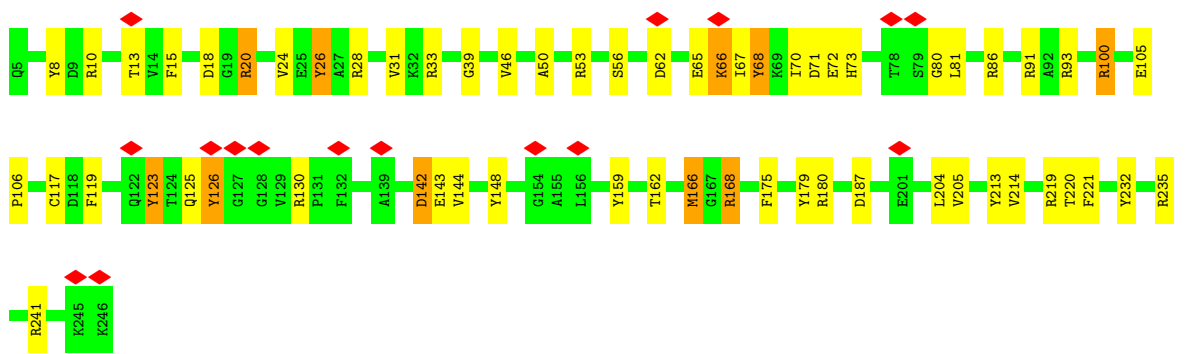 Q5 Y8 D9 R10 T13 V14 F15 D18 G19 R20 V24 E25 Y26 A27 R28 V31 K32 R33 G39 V46 A50 R53 S56 D62 E65 K66 I67 Y68 K69 I70 D71 E72 H73 T78 S79 G80 L81 R86 R91 A92 R93 R100 E105
P106 C117 D118 F119 Q122 Y123 T124 Q125 Y126 G127 G128 V129 R130 P131 F132 A139 D142 E143 V144 Y148 G154 A155 L156 Y159 T162 M166 G167 R168 F175 Y179 R180 D187 E201 L204 V205 Y213 V214 R219 T220 F221 Y232 R235
R241 K245 K246